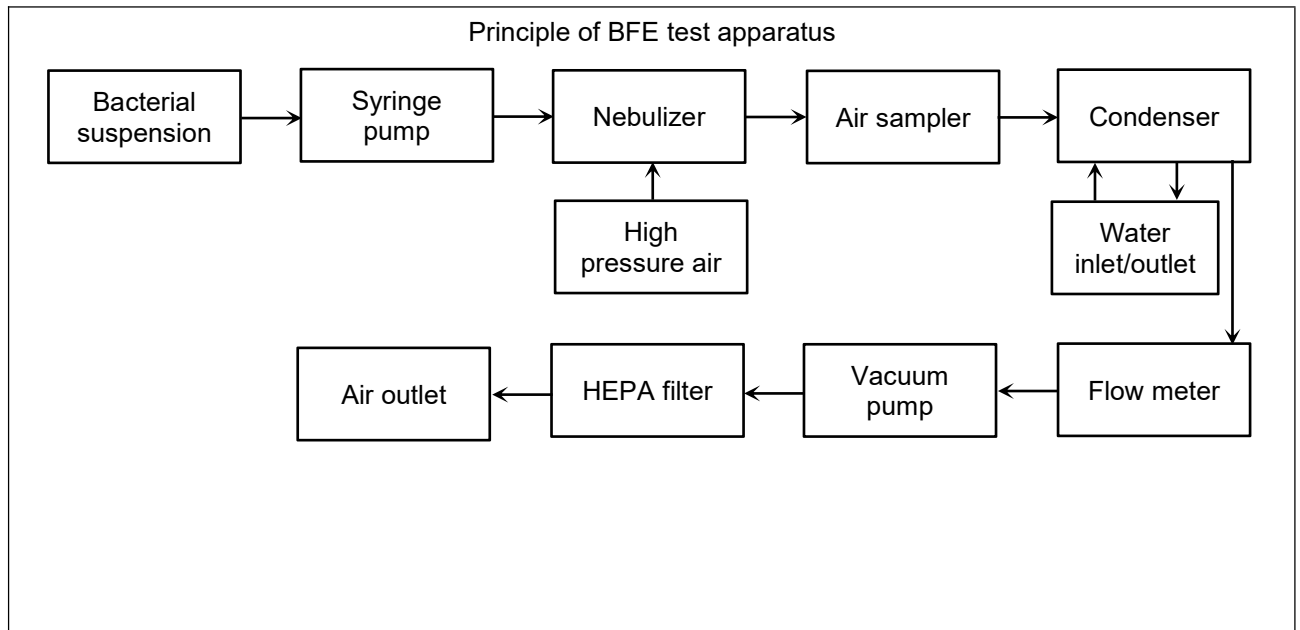 Principle of BFE test apparatus
Bacterial
suspension
Syringe
pump
Nebulizer
Air sampler
Condenser
High
pressure air
Water
inlet/outlet
Air outlet
HEPA filter
Vacuum
pump
Flow meter